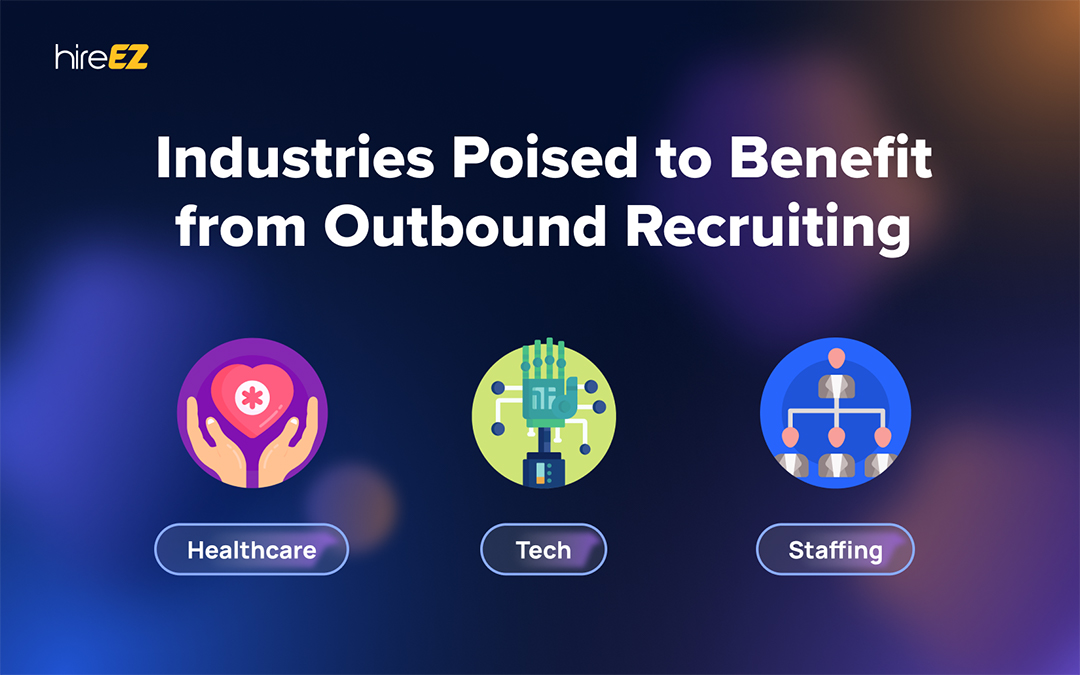 hireEZ
Industries Poised to Benefit
from Outbound Recruiting
Healthcare
Tech
Staffing